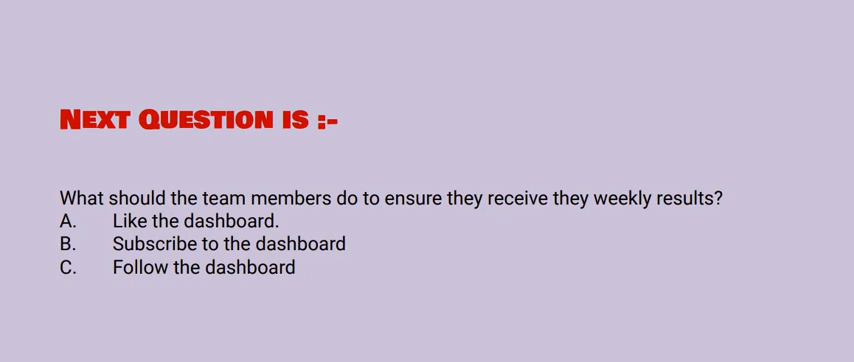 Next Question is :-
What should the team members do to ensure they receive they weekly results?
A. Like the dashboard.
B. Subscribe to the dashboard
C. Follow the dashboard